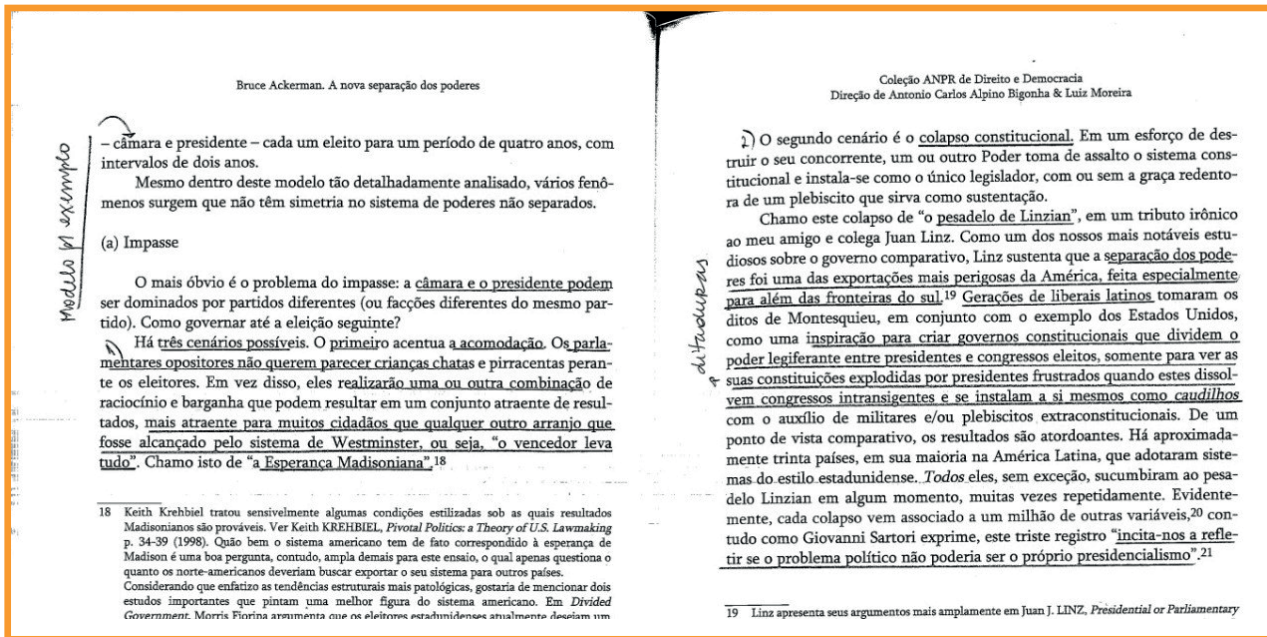 Bruce Ackerman. A nova separação dos poderes
Modelo p/ exemplo
– câmara e presidente – cada um eleito para um período de quatro anos, com
intervalos de dois anos.
Mesmo dentro deste modelo tão detalhadamente analisado, vários fenô-
menos surgem que não têm simetria no sistema de poderes não separados.
(a) Impasse
O mais óbvio é o problema do impasse: a câmara e o presidente podem
ser dominados por partidos diferentes (ou facções diferentes do mesmo par-
tido). Como governar até a eleição seguinte?
1) Há três cenários possíveis. O primeiro acentua a acomodação. Os parla-
mentares opositores não querem parecer crianças chatas e pirracentas peran-
te os eleitores. Em vez disso, eles realizarão uma ou outra combinação de
raciocínio e barganha que podem resultar em um conjunto atraente de resul-
tados, mais atraente para muitos cidadãos que qualquer outro arranjo que
fosse alcançado pelo sistema de Westminster, ou seja, “o vencedor leva
tudo”. Chamo isto de “a Esperança Madisoniana”.18
18 Keith Krehbiel tratou sensivelmente algumas condições estilizadas sob as quais resultados
Madisonianos são prováveis. Ver Keith KREHBIEL, Pivotal Politics: a Theory of U.S. Lawmaking
p. 34-39 (1998). Quão bem o sistema americano tem de fato correspondido à esperança de
Madison é uma boa pergunta, contudo, ampla demais para este ensaio, o qual apenas questiona o
quanto os norte-americanos deveriam buscar exportar o seu sistema para outros países.
Considerando que enfatizo as tendências estruturais mais patológicas, gostaria de mencionar dois
estudos importantes que pintam uma melhor figura do sistema americano. Em Divided
Government, Morris Fiorina argumenta que os eleitores estadunidenses atualmente desejam um
Coleção ANPR de Direito e Democracia
Direção de Antonio Carlos Alpino Bigonha & Luiz Moreira
2) O segundo cenário é o colapso constitucional. Em um esforço de des-
truir o seu concorrente, um ou outro Poder toma de assalto o sistema cons-
titucional e instala-se como o único legislador, com ou sem a graça redento-
ra de um plebiscito que sirva como sustentação.
Chamo este colapso de “o pesadelo de Linzian”, em um tributo irônico
ao meu amigo e colega Juan Linz. Como um dos nossos mais notáveis estu-
diosos sobre o governo comparativo, Linz sustenta que a separação dos pode-
res foi uma das exportações mais perigosas da América, feita especialmente
para além das fronteiras do sul.19 Gerações de liberais latinos tomaram os
ditos de Montesquieu, em conjunto com o exemplo dos Estados Unidos,
como uma inspiração para criar governos constitucionais que dividem o
poder legiferante entre presidentes e congressos eleitos, somente para ver as
suas constituições explodidas por presidentes frustrados quando estes dissol-
vem congressos intransigentes e se instalam a si mesmos como caudilhos
com o auxílio de militares e/ou plebiscitos extraconstitucionais. De um
ponto de vista comparativo, os resultados são atordoantes. Há aproximada-
mente trinta países, em sua maioria na América Latina, que adotaram siste-
mas do estilo estadunidense. Todos eles, sem exceção, sucumbiram ao pesa-
delo Linzian em algum momento, muitas vezes repetidamente. Evidente-
mente, cada colapso vem associado a um milhão de outras variáveis,20 con-
tudo como Giovanni Sartori exprime, este triste registro “incita-nos a refle-
tir se o problema político não poderia ser o próprio presidencialismo”.21
ditaduras
19 Linz apresenta seus argumentos mais amplamente em Juan J. LINZ, Presidential or Parliamentary